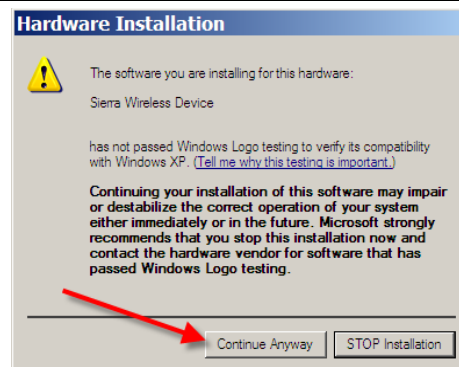 Hardware Installation
The software you are installing for this hardware:
Sierra Wireless Device
has not passed Windows Logo testing to verify its compatibility
with Windows XP. (Tell me why this testing is important.)
Continuing your installation of this software may impair
or destabilize the correct operation of your system
either immediately or in the future. Microsoft strongly
recommends that you stop this installation now and
contact the hardware vendor for software that has
passed Windows Logo testing.
Continue Anyway STOP Installation